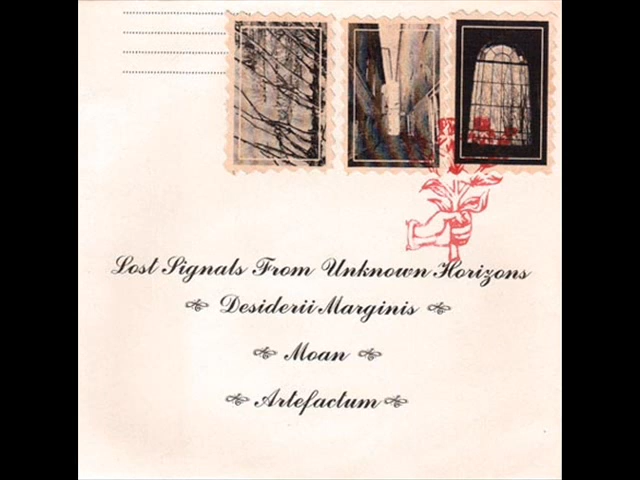 Lost Signals From Unknown Horizons
Desiderii Marginis
Moan
Artefactum